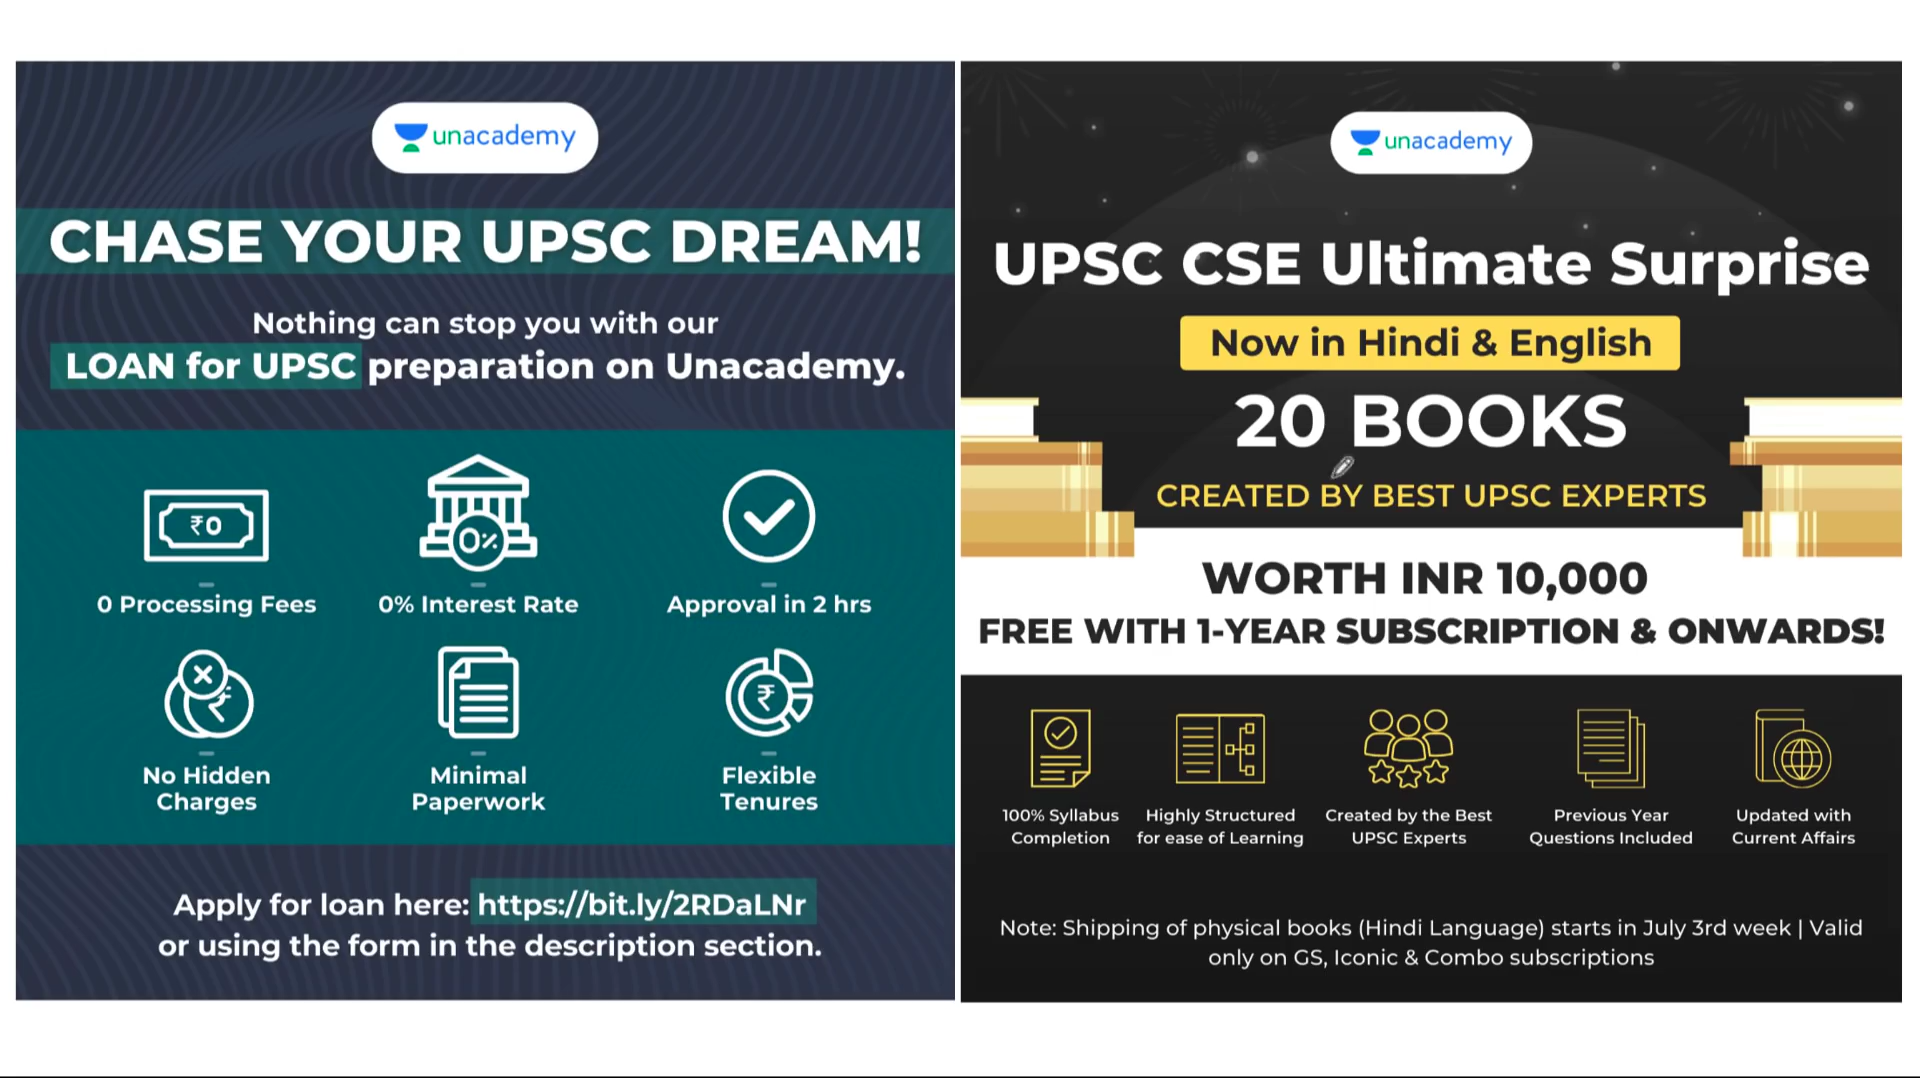 unacademy
CHASE YOUR UPSC DREAM!
Nothing can stop you with our
LOAN for UPSC preparation on Unacademy.
₹0
0%
0 Processing Fees
0% Interest Rate
Approval in 2 hrs
₹
₹
No Hidden
Charges
Minimal
Paperwork
Flexible
Tenures
Apply for loan here: https://bit.ly/2RDaLNr
or using the form in the description section.
unacademy
UPSC CSE Ultimate Surprise
Now in Hindi & English
20 BOOKS
CREATED BY BEST UPSC EXPERTS
WORTH INR 10,000
FREE WITH 1-YEAR SUBSCRIPTION & ONWARDS!
100% Syllabus
Completion
Highly Structured
for ease of Learning
Created by the Best
UPSC Experts
Previous Year
Questions Included
Updated with
Current Affairs
Note: Shipping of physical books (Hindi Language) starts in July 3rd week | Valid
only on GS, Iconic & Combo subscriptions